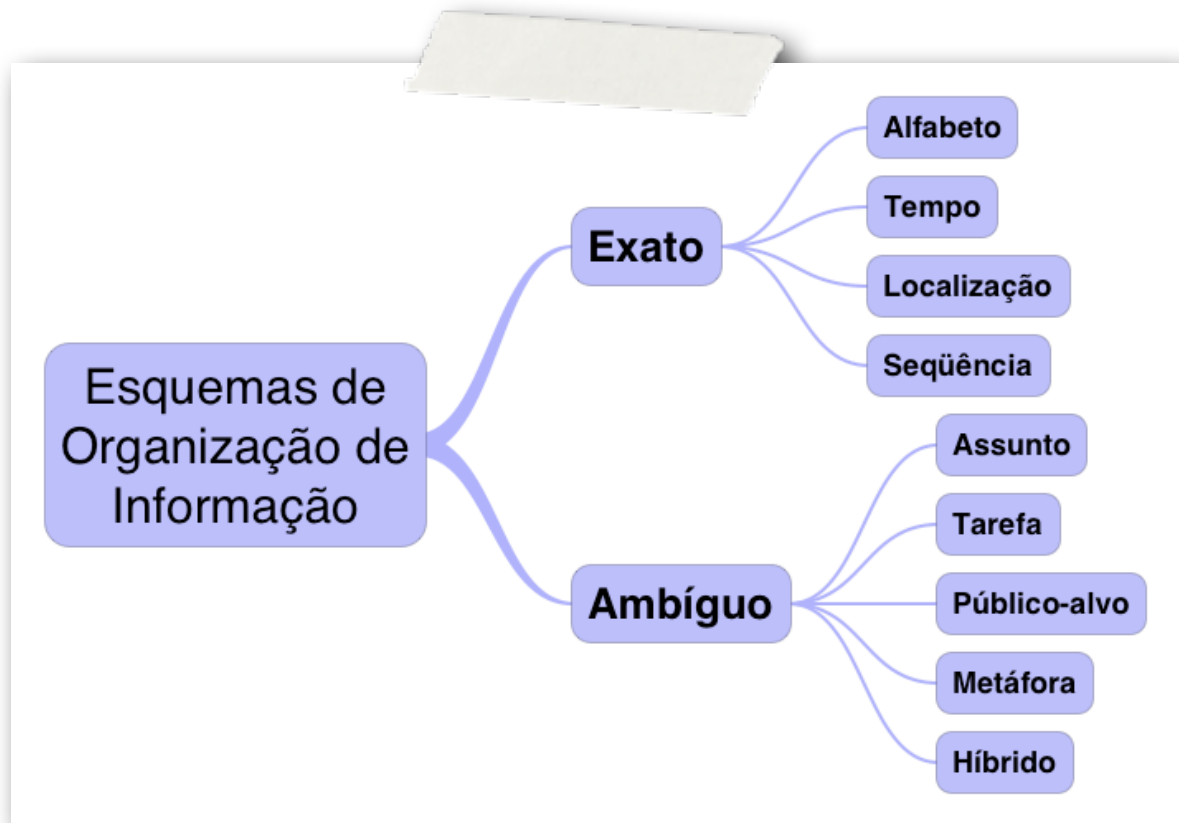 Esquemas de
Organização de
Informação
Exato
Alfabeto
Tempo
Localização
Seqüência
Ambíguo
Assunto
Tarefa
Público-alvo
Metáfora
Híbrido